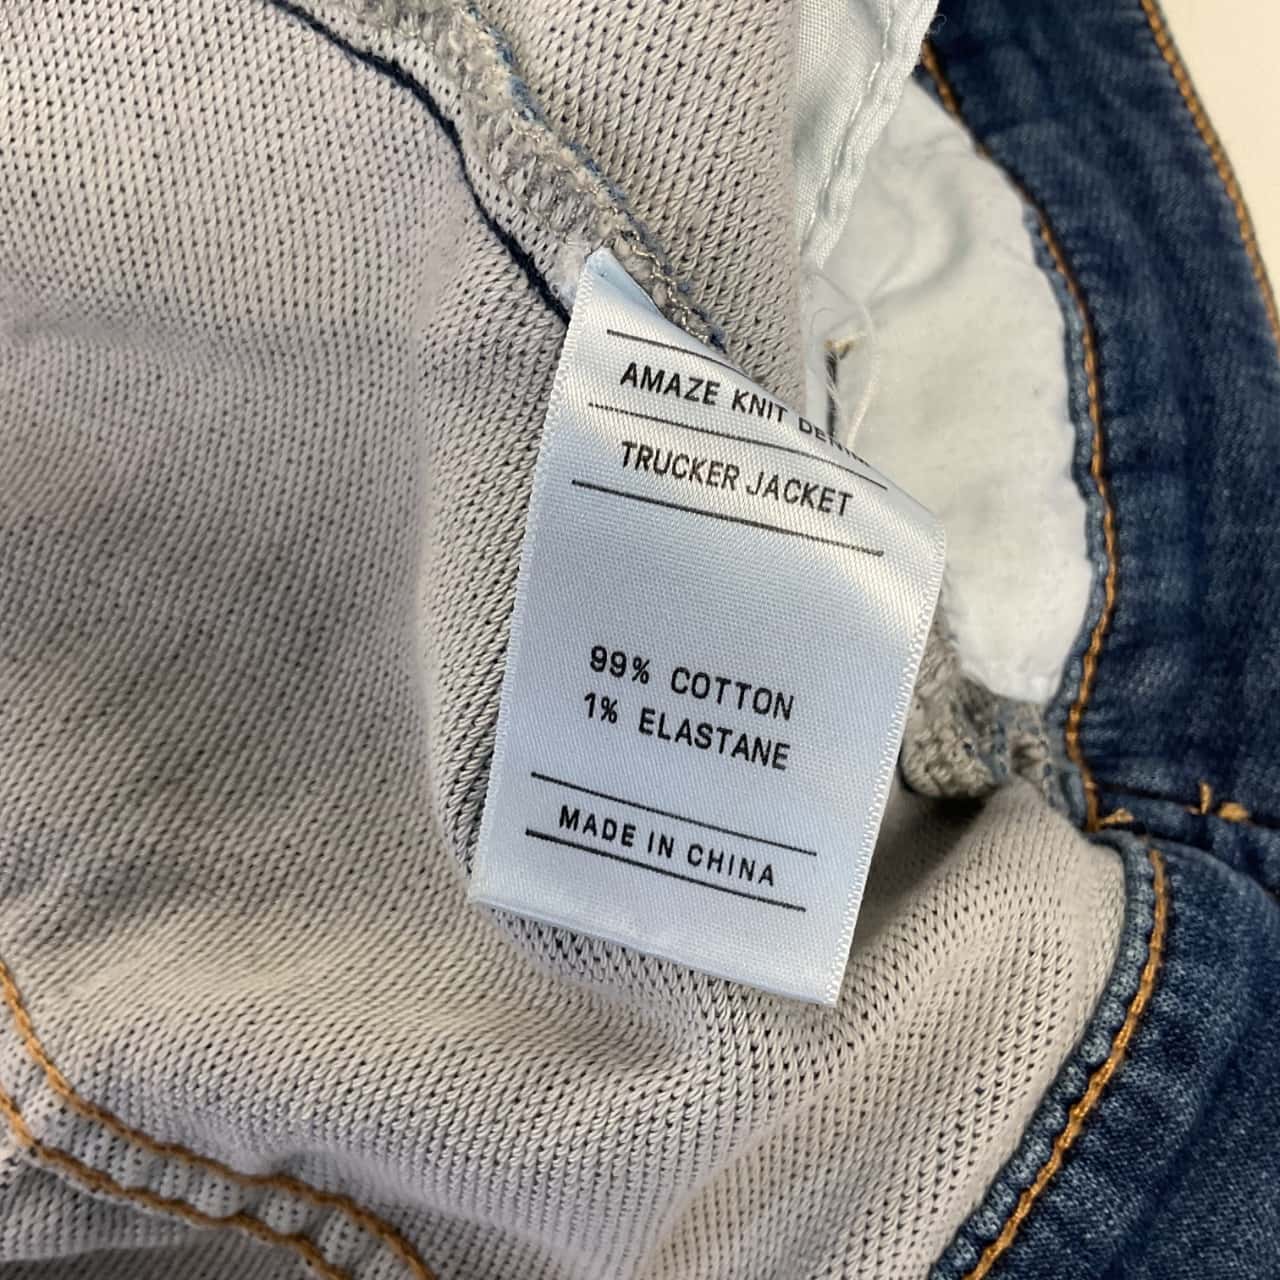 AMAZE KNIT
TRUCKER JACKET
99% COTTON
1% ELASTANE
MADE IN CHINA